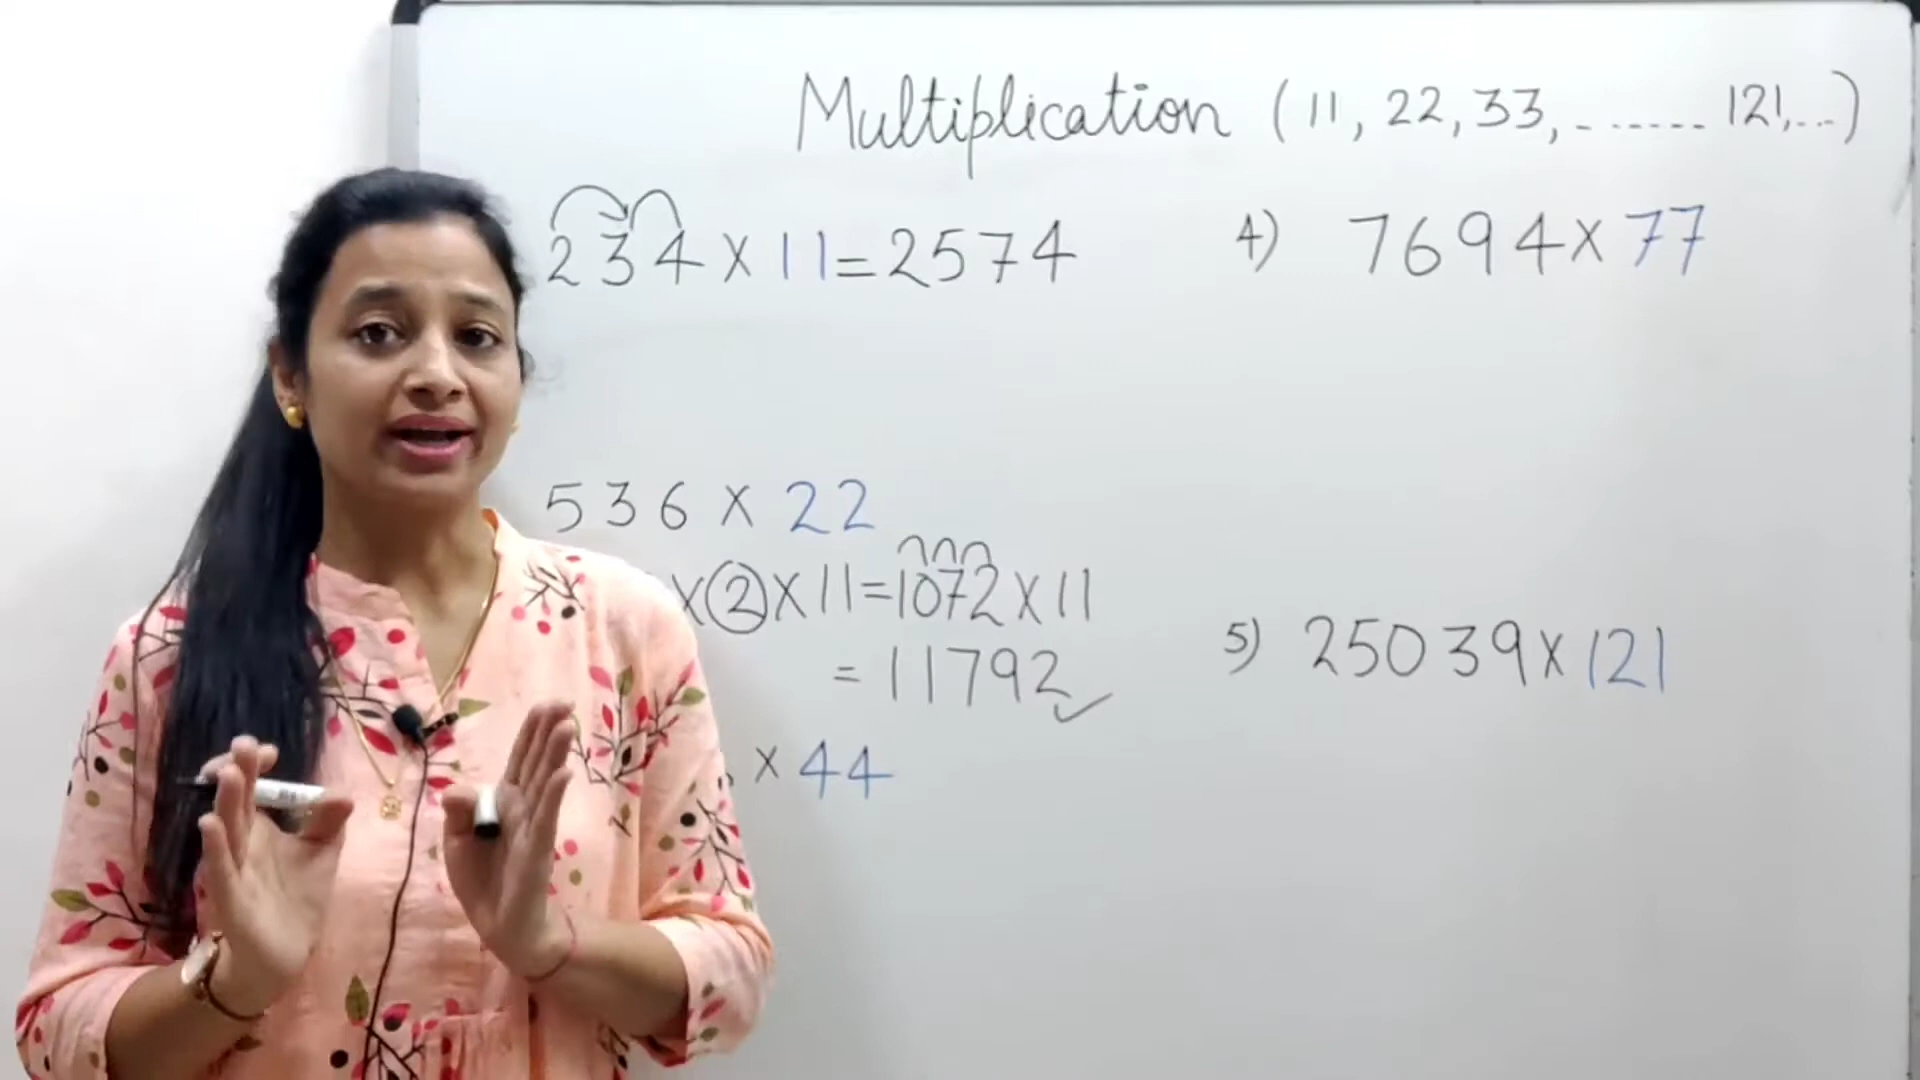 Multiplication (11, 22, 33, - ------ 121,...)
234 X 11 = 2574
536 X 22
X 2 X 11 = 1072 X 11
= 11792
X 44
4) 7694 X 77
5) 25039 X 121